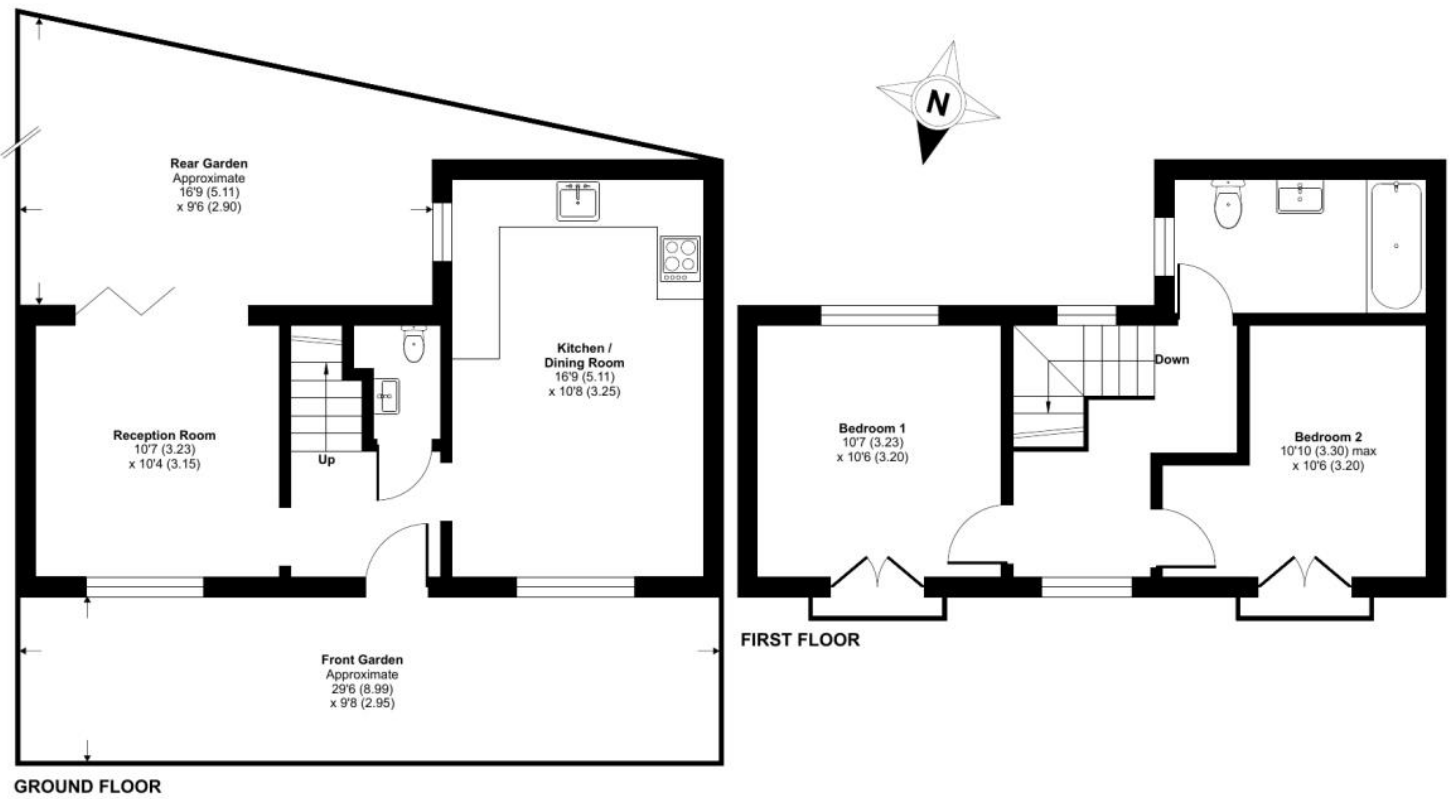 N
Rear Garden
Approximate
16'9 (5.11)
x 9'6 (2.90)
Kitchen /
Dining Room
16'9 (5.11)
x 10'8 (3.25)
Reception Room
10'7 (3.23)
x 10'4 (3.15)
Up
Front Garden
Approximate
29'6 (8.99)
x 9'8 (2.95)
GROUND FLOOR
Down
Bedroom 1
10'7 (3.23)
x 10'6 (3.20)
Bedroom 2
10'10 (3.30) max
x 10'6 (3.20)
FIRST FLOOR